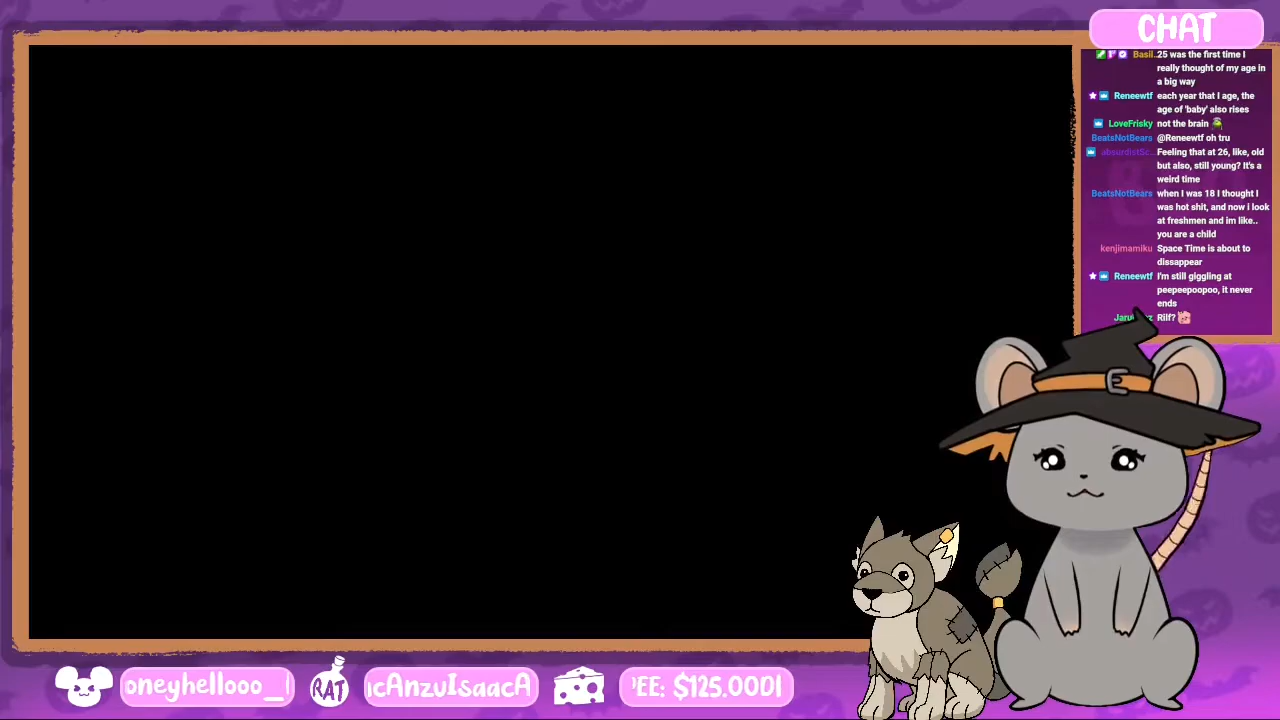 CHAT
Basil.. 25 was the first time I
really thought of my age in
a big way
Reneewtf each year that I age, the
age of 'baby' also rises
LoveFrisky not the brain
BeatsNotBears @Reneewtf oh tru
absurdistSc.. Feeling that at 26, like, old
but also, still young? It's a
weird time
BeatsNotBears when I was 18 I thought I
was hot shit, and now i look
at freshmen and im like..
you are a child
kenjimamiku Space Time is about to
dissappear
Reneewtf I'm still giggling at
peepeepoopoo, it never
ends
Rilf?
oneyhellooo_
RAT
cAnzuIsaacA
EE: $125.00